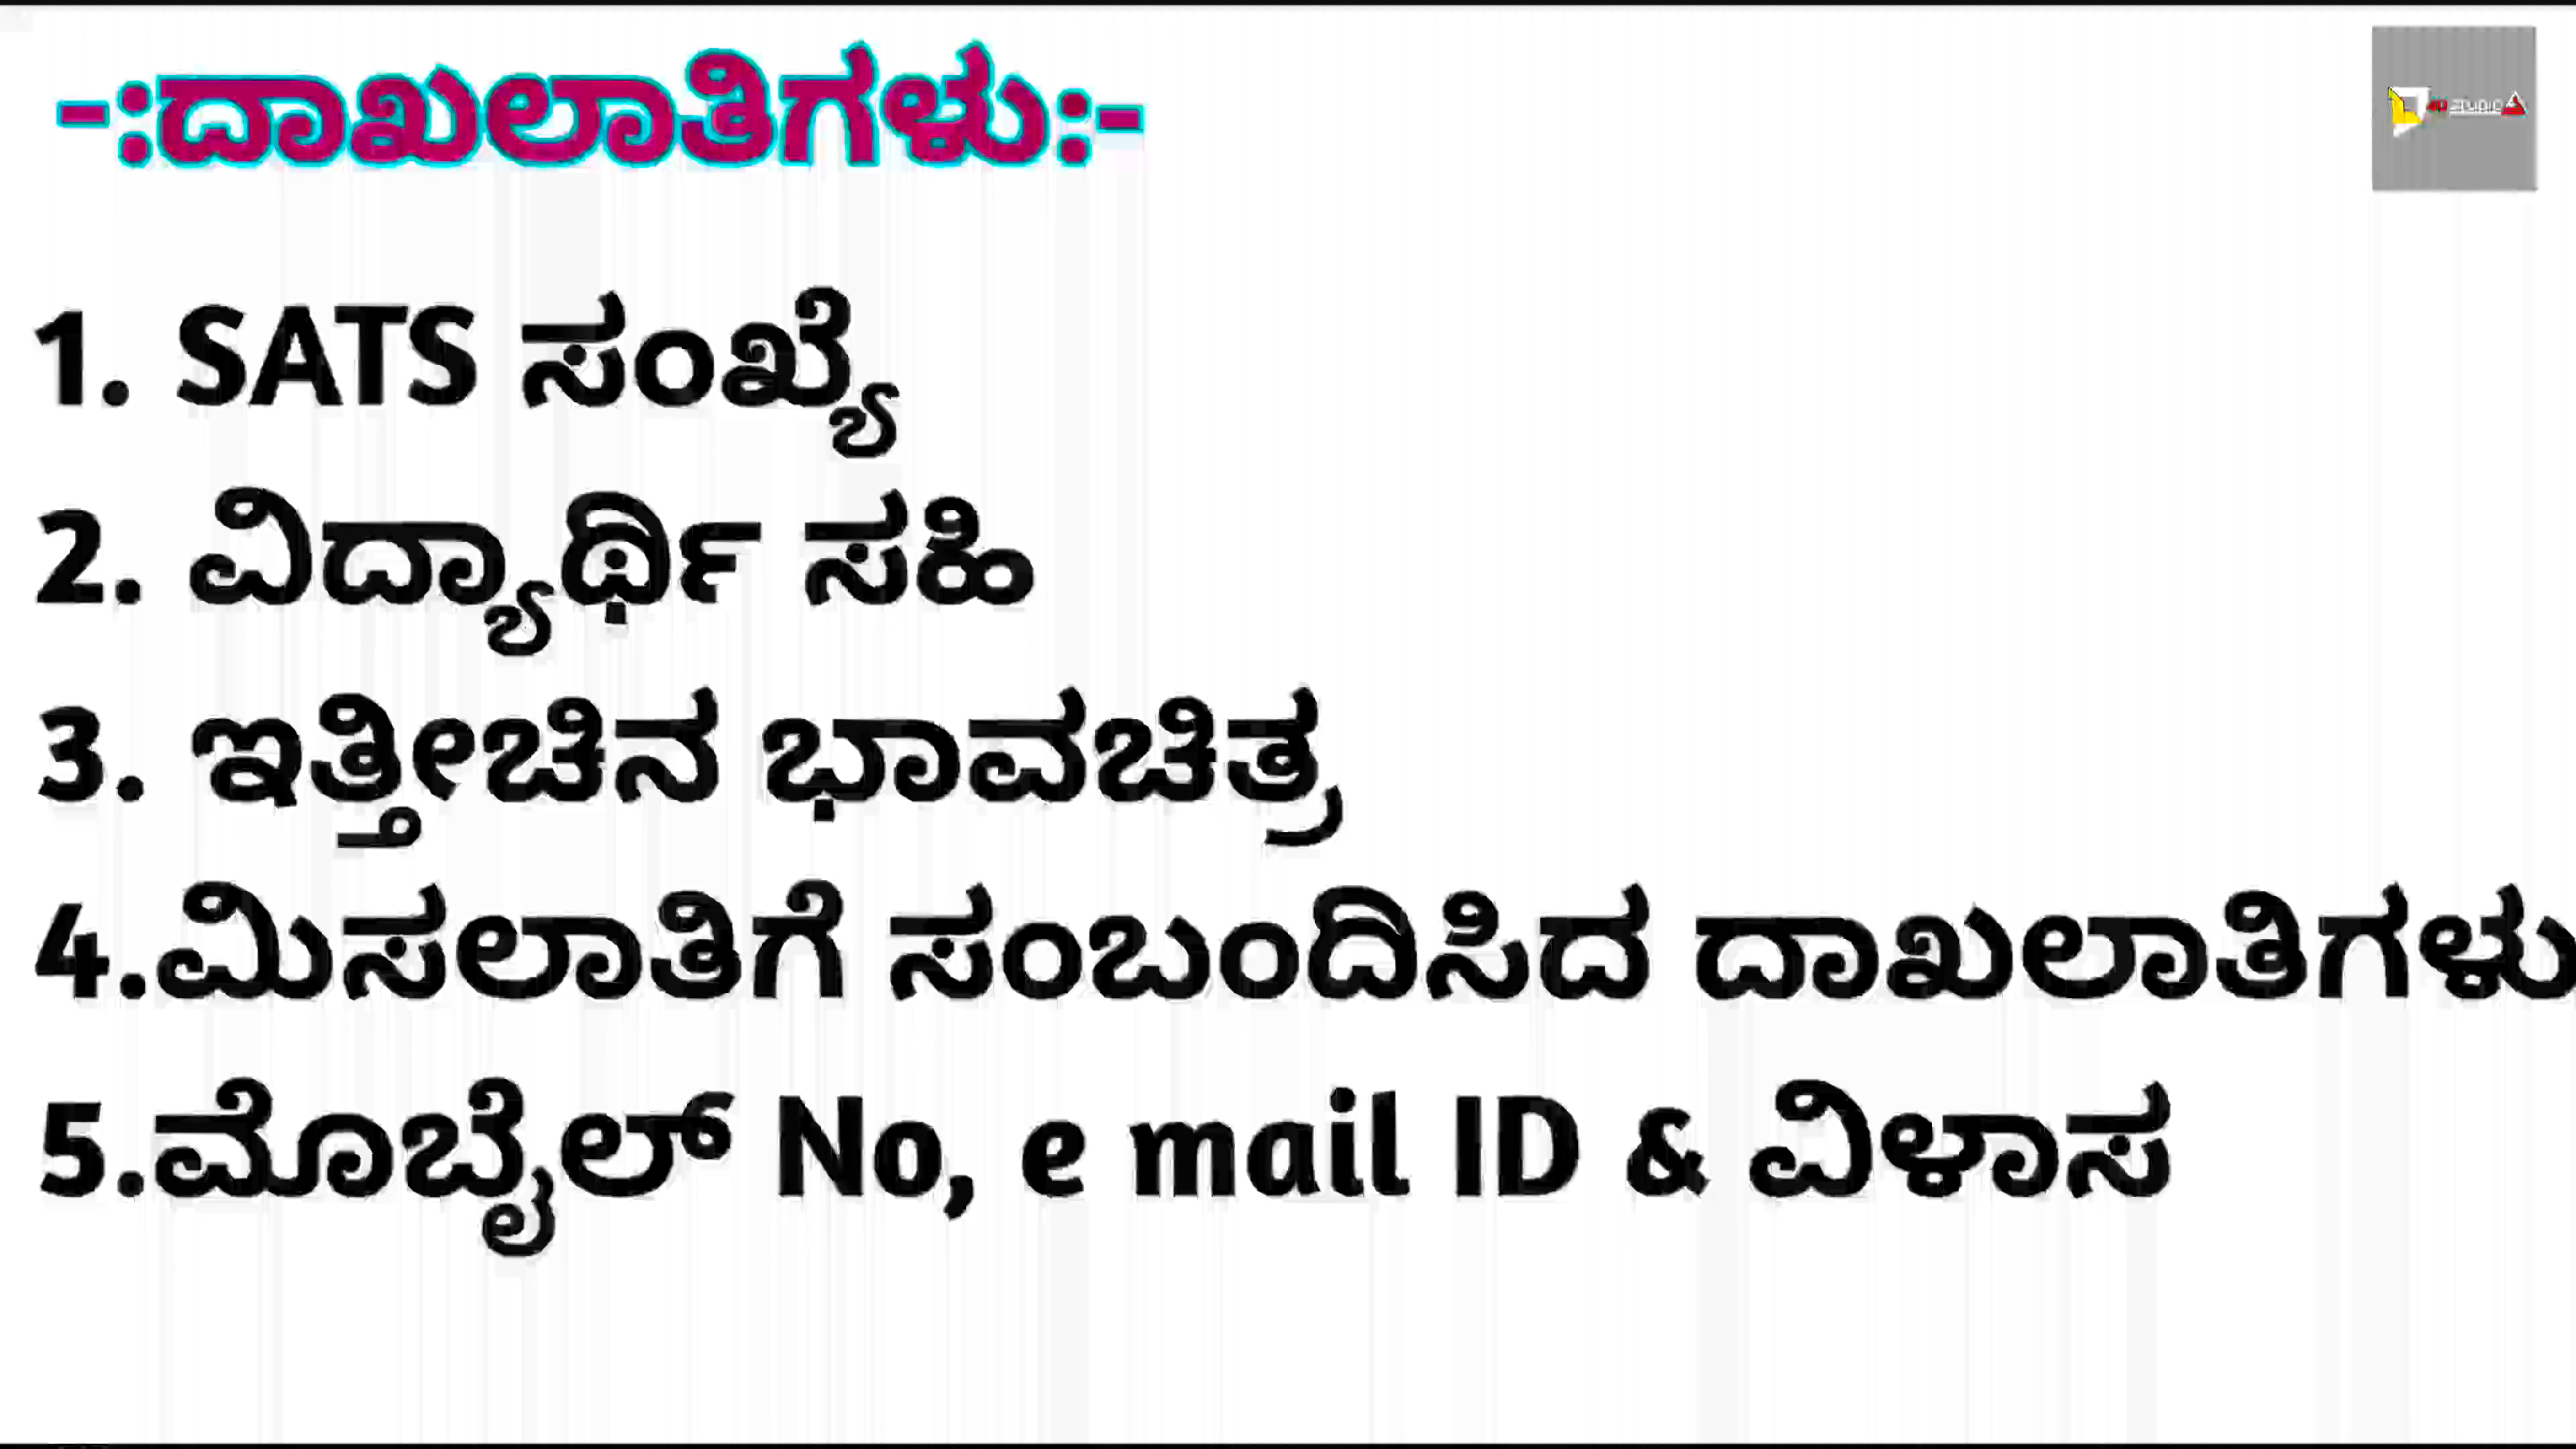 -:ದಾಖಲಾತಿಗಳು:-
1. SATS ಸಂಖ್ಯೆ
2. ವಿದ್ಯಾರ್ಥಿ ಸಹಿ
3. ಇತ್ತೀಚಿನ ಭಾವಚಿತ್ರ
4.ಮಿಸಲಾತಿಗೆ ಸಂಬಂದಿಸಿದ ದಾಖಲಾತಿಗಳು
5.ಮೊಬೈಲ್ No, e mail ID & ವಿಳಾಸ